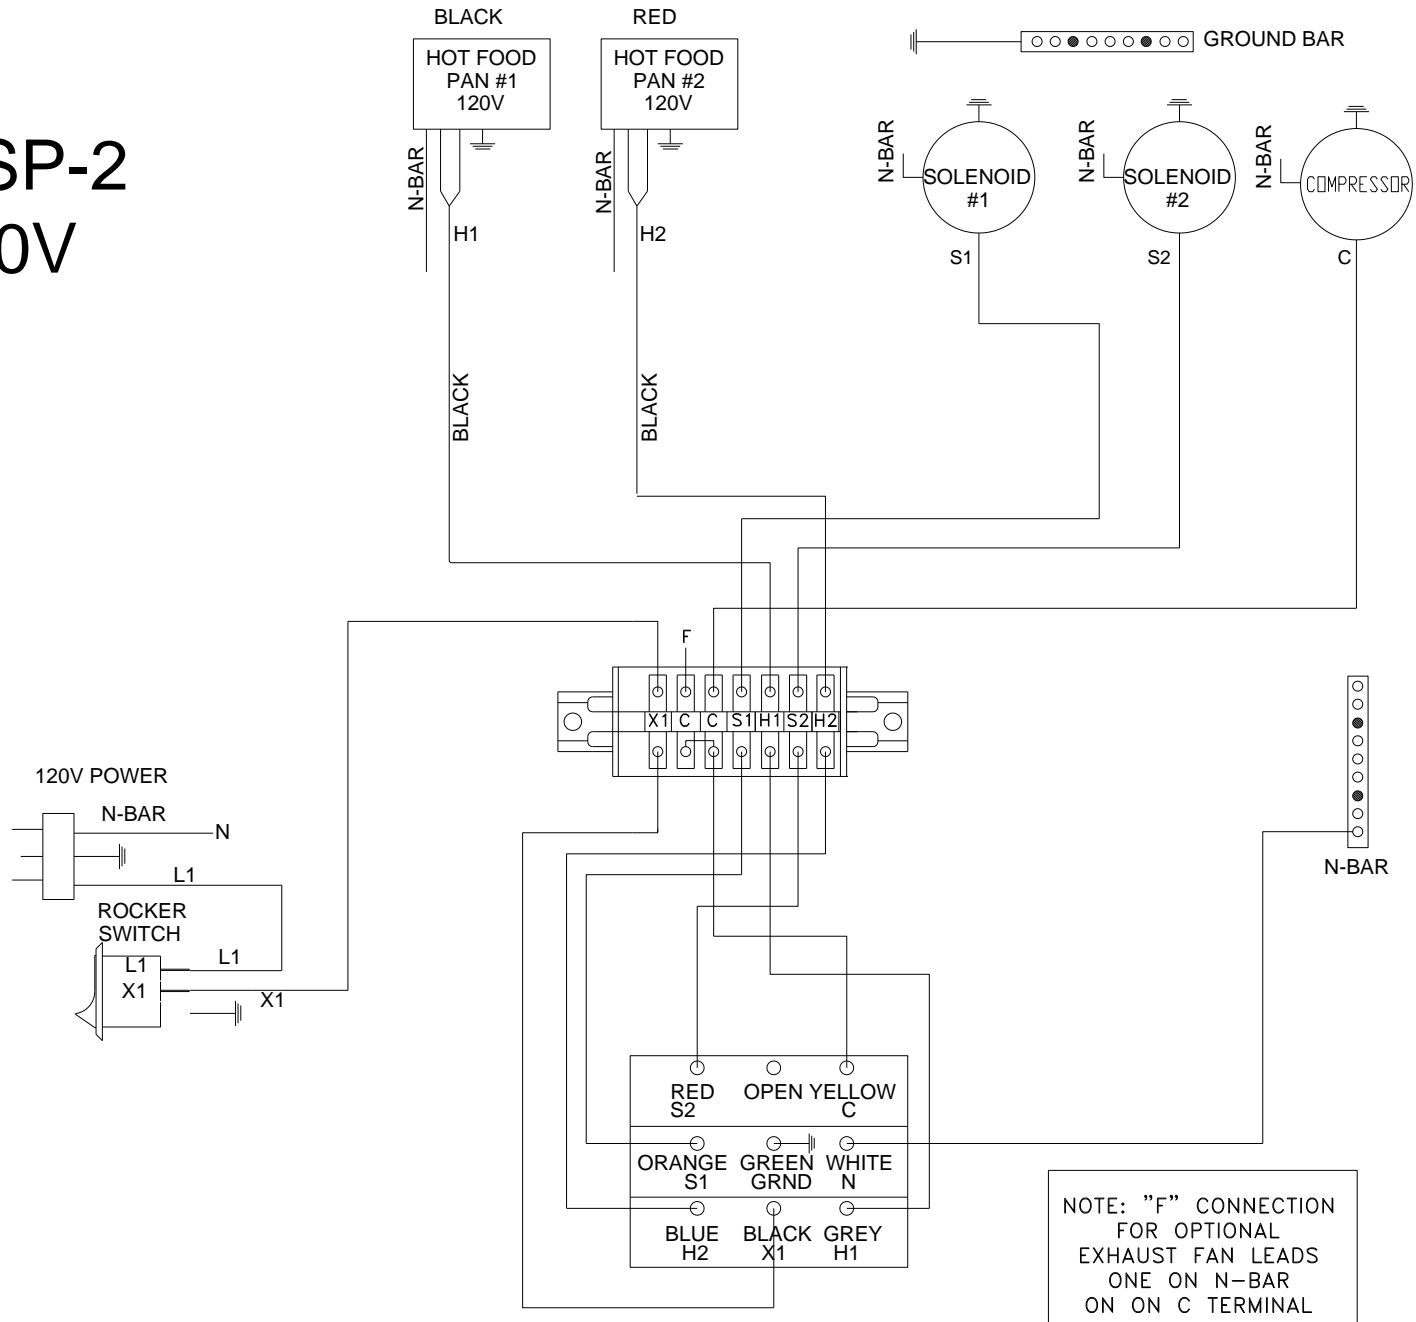 BLACK
RED
HOT FOOD
PAN #1
120V
HOT FOOD
PAN #2
120V
GROUND BAR
SP-2
0V
N-BAR
N-BAR
N-BAR
N-BAR
N-BAR
SOLENOID
#1
SOLENOID
#2
COMPRESSOR
H1
H2
S1
S2
C
BLACK
BLACK
F
X1 C C S1 H1 S2 H2
120V POWER
N-BAR
N
L1
ROCKER
SWITCH
L1
L1
X1
X1
N-BAR
RED
S2
OPEN
YELLOW
C
ORANGE
S1
GREEN
GRND
WHITE
N
BLUE
H2
BLACK
X1
GREY
H1
NOTE: "F" CONNECTION
FOR OPTIONAL
EXHAUST FAN LEADS
ONE ON N-BAR
ON ON C TERMINAL